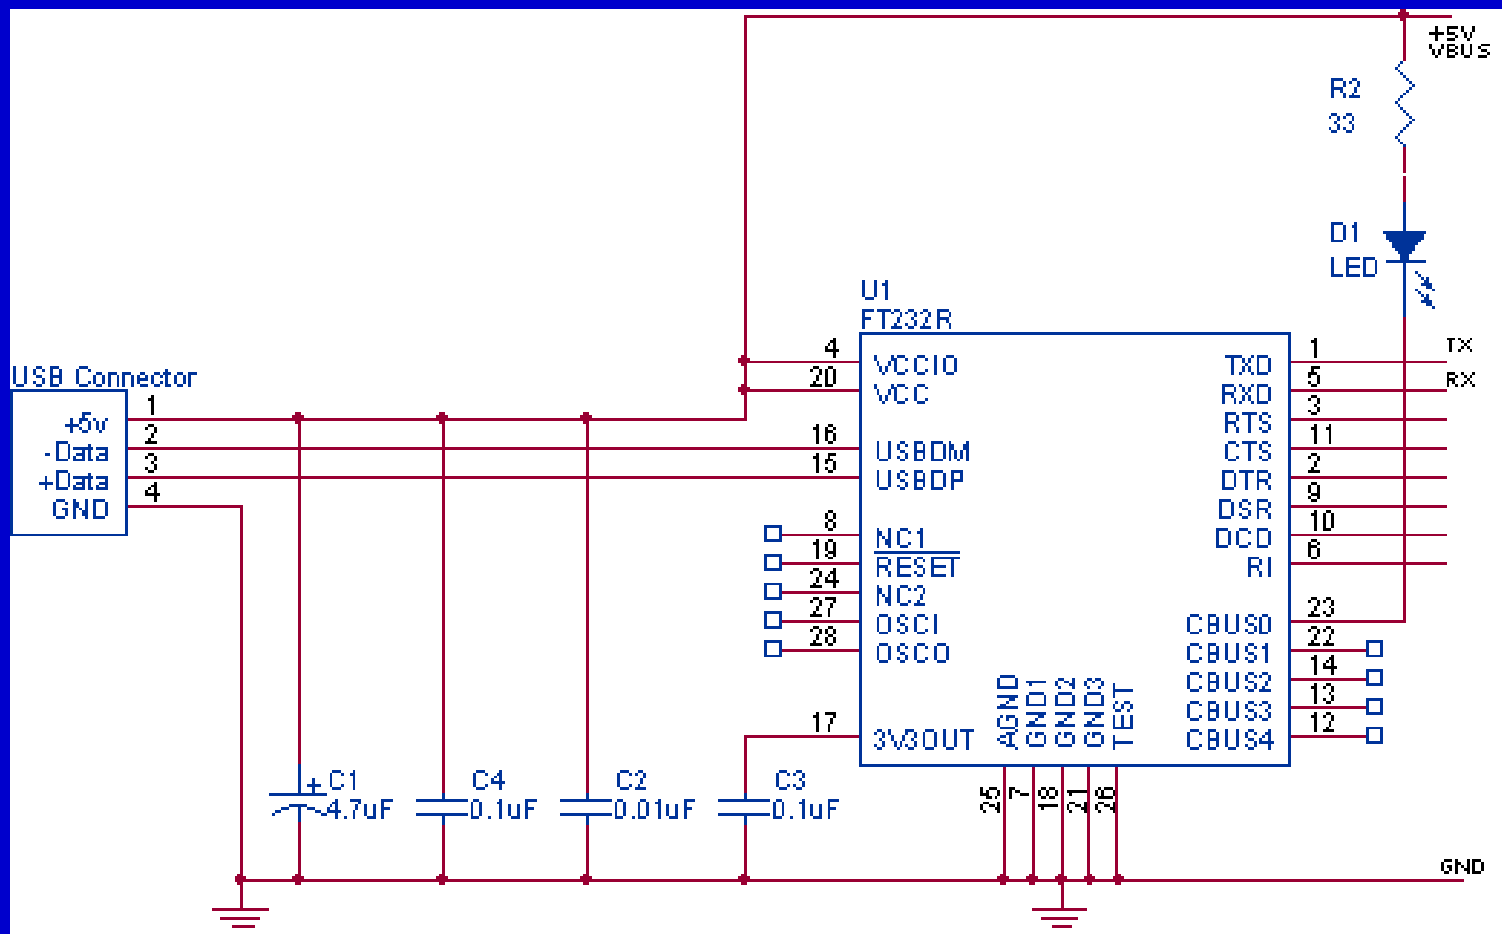 +5V
VBUS
R2
33
D1
LED
U1
FT232R
USB Connector
1
+5v
2
-Data
3
+Data
4
GND
4
VCCIO
20
VCC
16
USBDM
15
USBDP
8
NC1
19
RESET
24
NC2
27
OSCI
28
OSCO
17
3V3OUT
TXD
1
TX
RXD
5
RX
RTS
3
CTS
11
DTR
2
DSR
9
DCD
10
RI
6
CBUS0
23
CBUS1
22
CBUS2
14
CBUS3
13
CBUS4
12
AGND
GND1
GND2
GND3
TEST
25
7
18
21
26
+ C1
4.7uF
C4
0.1uF
C2
0.01uF
C3
0.1uF
GND